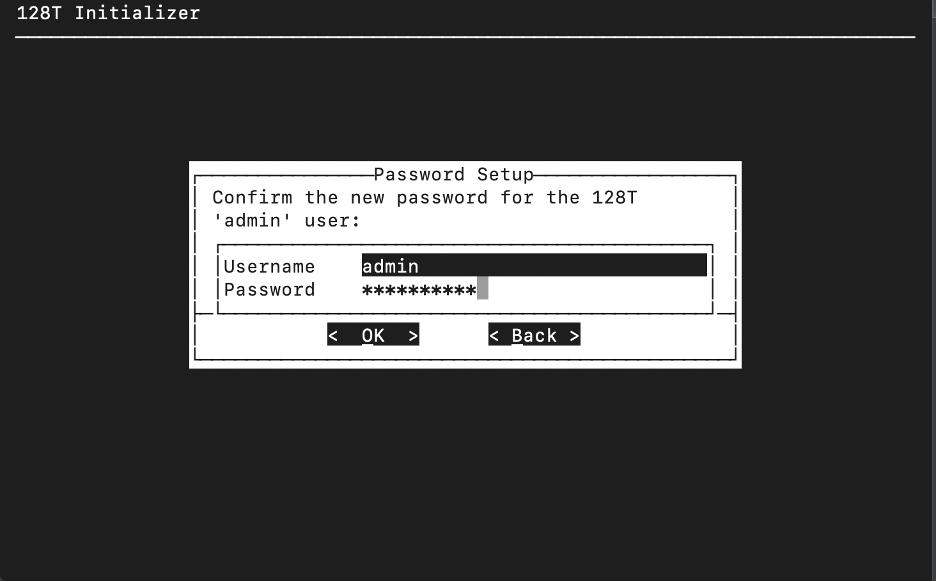 128T Initializer
Password Setup
Confirm the new password for the 128T
'admin' user:
Username admin
Password **********
< OK > < Back >